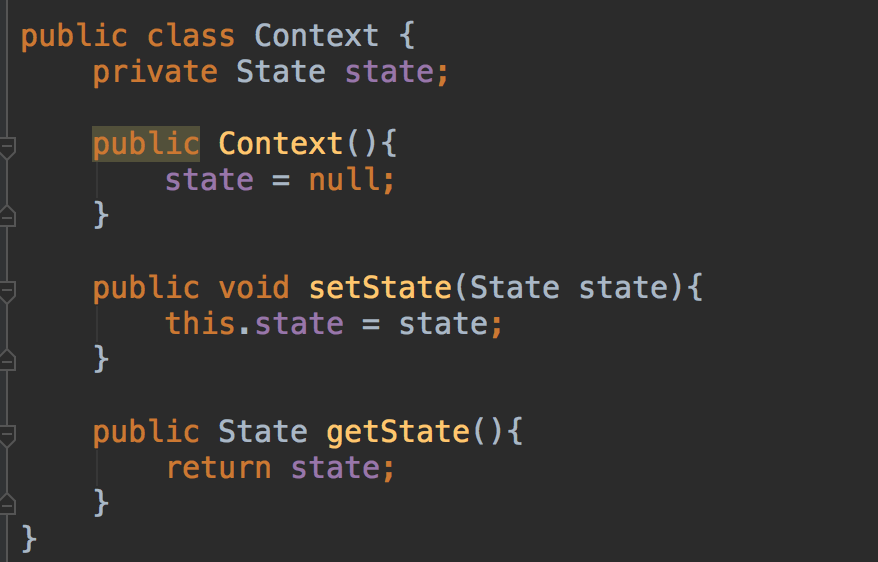 public class Context {
    private State state;

    public Context(){
        state = null;
    }

    public void setState(State state){
        this.state = state;
    }

    public State getState(){
        return state;
    }
}